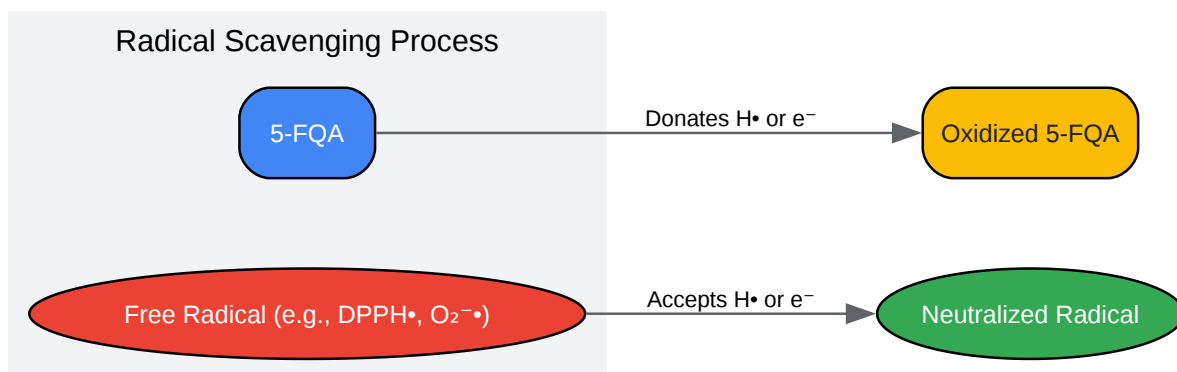 Radical Scavenging Process
5-FQA
Donates H• or e⁻
Oxidized 5-FQA
Free Radical (e.g., DPPH•, O₂⁻•)
Accepts H• or e⁻
Neutralized Radical